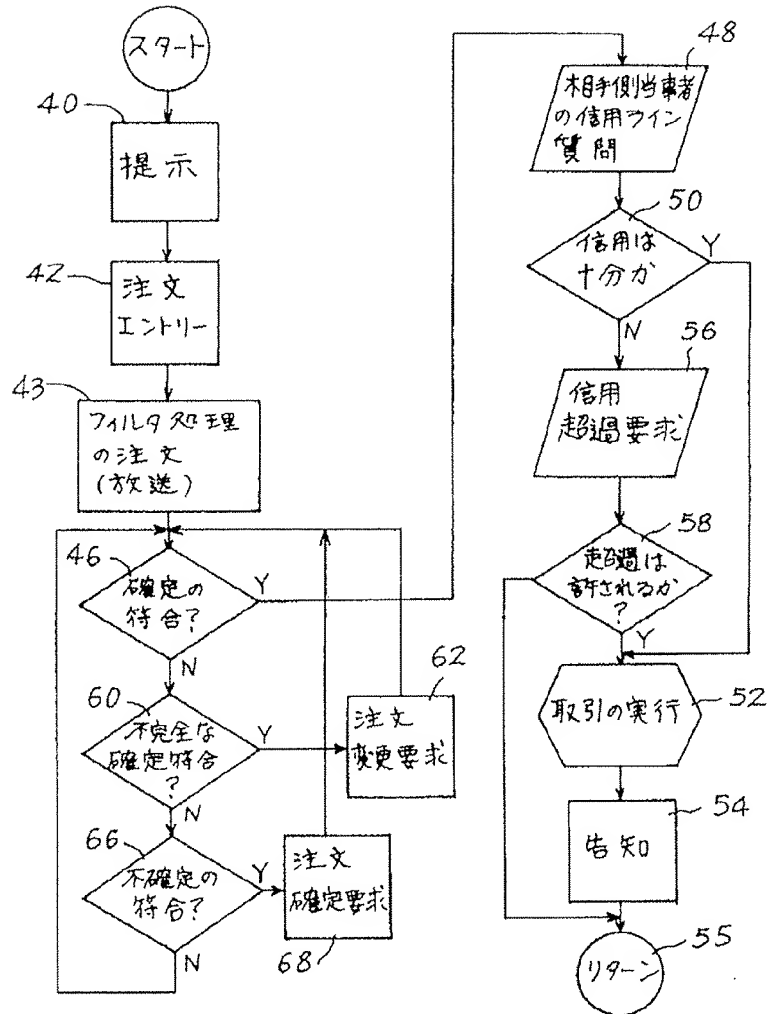 スタート
40
提示
42
注文
エントリー
43
フィルタ処理
の注文
(放送)
46
確定の
符合?
Y
N
60
不完全な
確定符合
?
Y
N
62
注文
変更要求
66
不確定の
符合?
Y
N
注文
確定要求
68
48
相手側当事者
の信用ライン
質問
50
信用は
十分か
Y
N
56
信用
超過要求
58
超過は
許されるか
?
Y
取引の実行
52
54
告知
55
リターン